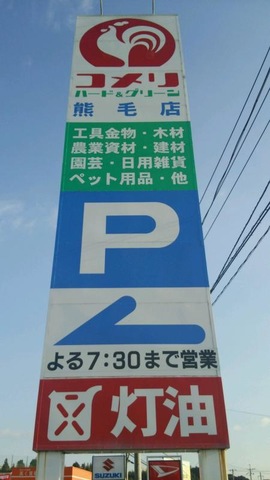 コメリ
ハード&グリーン
熊毛店
工具金物・木材
農業資材・建材
園芸・日用雑貨
ペット用品・他
P
よる7:30まで営業
灯油
SUZUKI